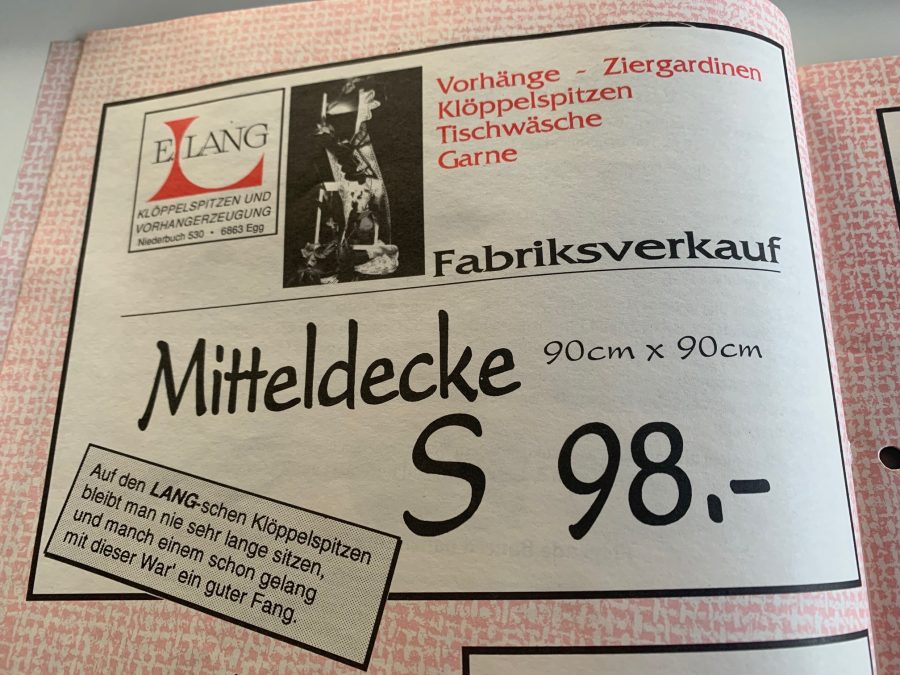 E. LANG
KLÖPPELSPITZEN UND
VORHANGERZEUGUNG
Niederbuch 530 • 6863 Egg
Vorhänge - Ziergardinen
Klöppelspitzen
Tischwäsche
Garne
Fabriksverkauf
Mitteldecke 90cm x 90cm
S 98,-
Auf den LANG-schen Klöppelspitzen
bleibt man nie sehr lange sitzen,
und manch einem schon gelang
mit dieser War' ein guter Fang.